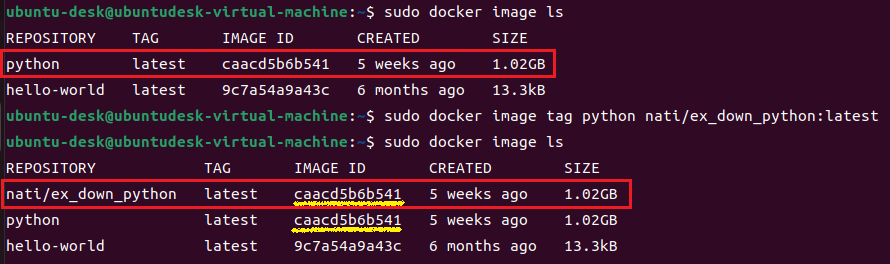 ubuntu-desk@ubuntudesk-virtual-machine:~$ sudo docker image ls
REPOSITORY TAG IMAGE ID CREATED SIZE
python latest caacd5b6b541 5 weeks ago 1.02GB
hello-world latest 9c7a54a9a43c 6 months ago 13.3kB
ubuntu-desk@ubuntudesk-virtual-machine:~$ sudo docker image tag python nati/ex_down_python:latest
ubuntu-desk@ubuntudesk-virtual-machine:~$ sudo docker image ls
REPOSITORY TAG IMAGE ID CREATED SIZE
nati/ex_down_python latest caacd5b6b541 5 weeks ago 1.02GB
python latest caacd5b6b541 5 weeks ago 1.02GB
hello-world latest 9c7a54a9a43c 6 months ago 13.3kB